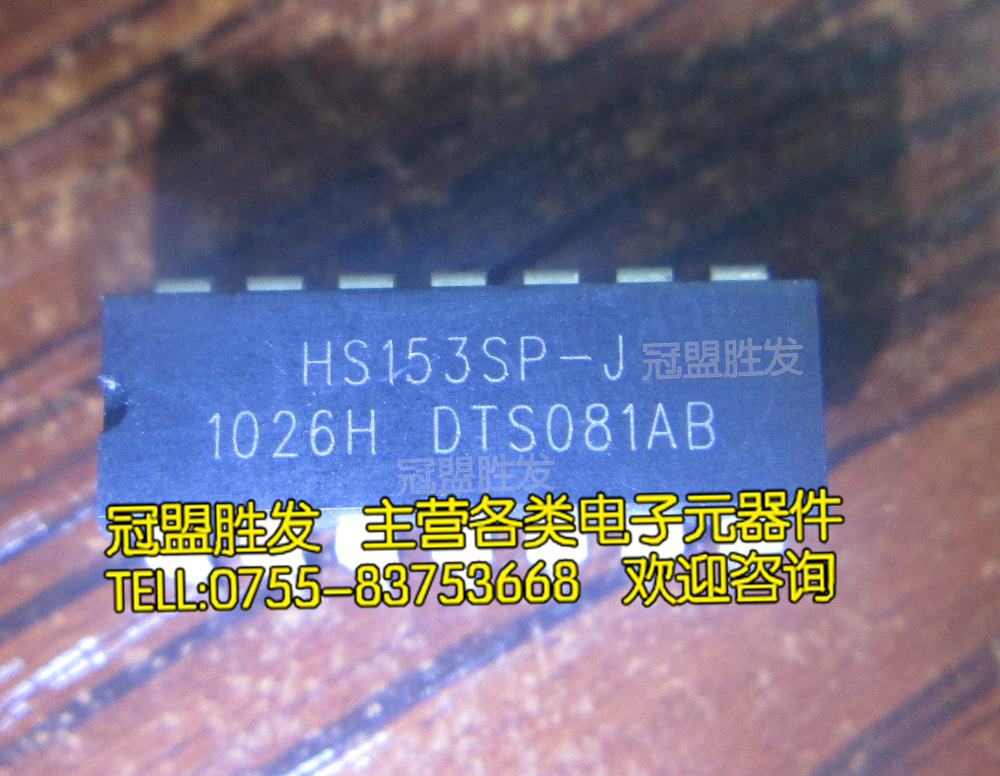 HS153SP-J
冠盟胜发
1026H DTS081AB
冠盟胜发
冠盟胜发 主营各类电子元器件
TELL:0755-83753668 欢迎咨询